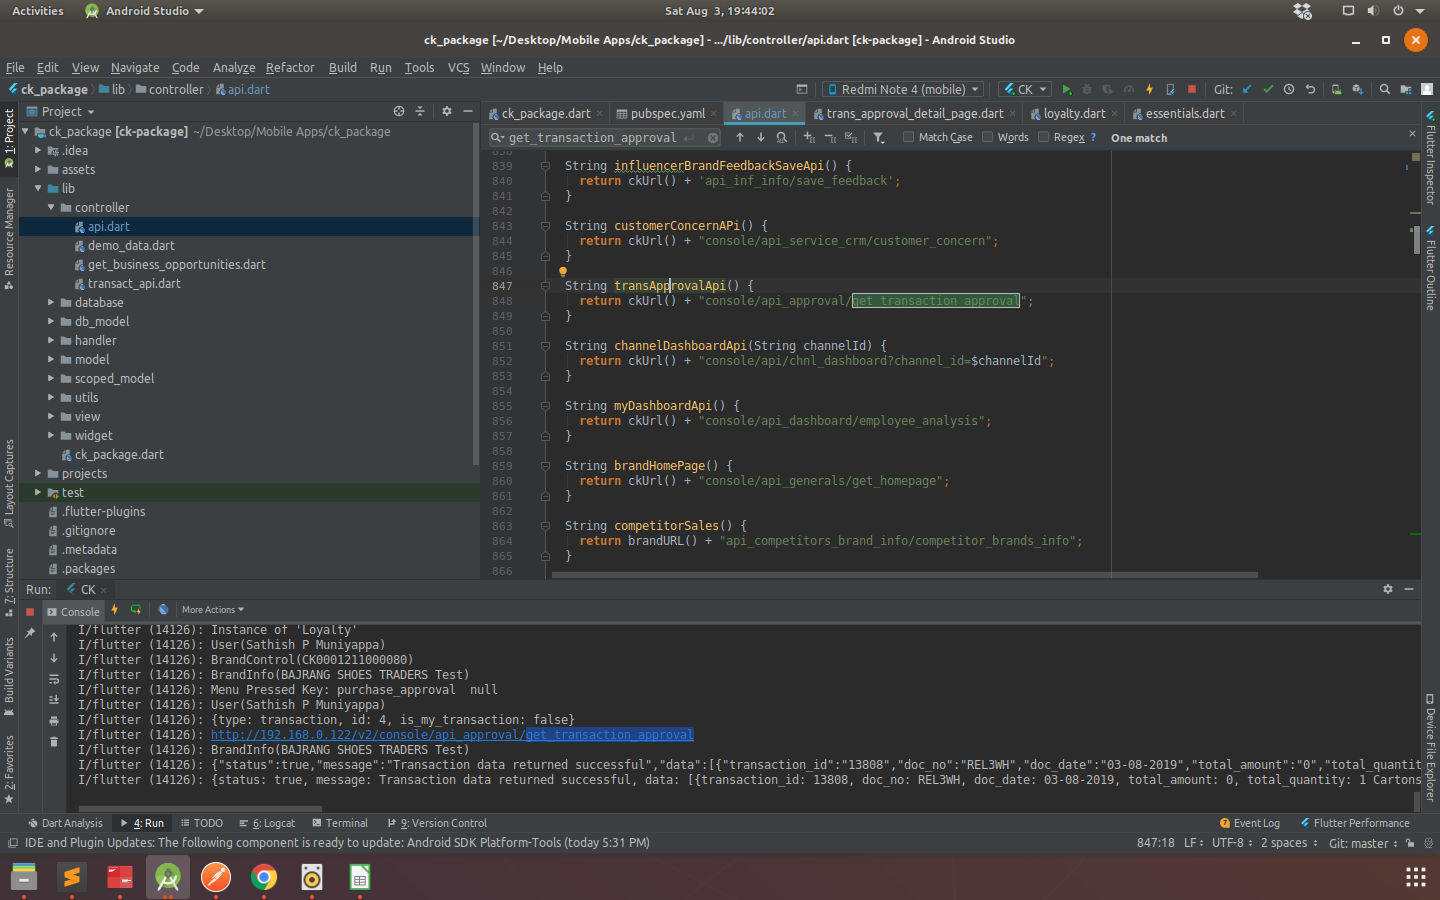 Activities
Android Studio
Sat Aug 3, 19:44:02
ck_package [~/Desktop/Mobile Apps/ck_package] - .../lib/controller/api.dart [ck-package] - Android Studio
File Edit View Navigate Code Analyze Refactor Build Run Tools VCS Window Help
ck_package lib controller api.dart
Redmi Note 4 (mobile) CK Git:
Project
ck_package.dart pubspec.yaml api.dart trans_approval_detail_page.dart loyalty.dart essentials.dart
get_transaction_approval Match Case Words Regex ? One match
ck_package [ck-package] ~/Desktop/Mobile Apps/ck_package
.idea
assets
lib
controller
api.dart
demo_data.dart
get_business_opportunities.dart
transact_api.dart
database
db_model
handler
model
scoped_model
utils
view
widget
ck_package.dart
projects
test
.flutter-plugins
.gitignore
.metadata
.packages
1: Project
Resource Manager
Layout Captures
7: Structure
Build Variants
2: Favorites
838
839 String influencerBrandFeedbackSaveApi() {
840 return ckUrl() + 'api_inf_info/save_feedback';
841 }
842
843 String customerConcernAPi() {
844 return ckUrl() + "console/api_service_crm/customer_concern";
845 }
846
847 String transApprovalApi() {
848 return ckUrl() + "console/api_approval/get_transaction_approval";
849 }
850
851 String channelDashboardApi(String channelId) {
852 return ckUrl() + "console/api/chnl_dashboard?channel_id=$channelId";
853 }
854
855 String myDashboardApi() {
856 return ckUrl() + "console/api_dashboard/employee_analysis";
857 }
858
859 String brandHomePage() {
860 return ckUrl() + "console/api_generals/get_homepage";
861 }
862
863 String competitorSales() {
864 return brandURL() + "api_competitors_brand_info/competitor_brands_info";
865 }
866
Flutter Inspector
Flutter Outline
Device File Explorer
Run: CK
Console More Actions
I/flutter (14126): Instance of 'Loyalty'
I/flutter (14126): User(Sathish P Muniyappa)
I/flutter (14126): BrandControl(CK0001211000080)
I/flutter (14126): BrandInfo(BAJRANG SHOES TRADERS Test)
I/flutter (14126): Menu Pressed Key: purchase_approval null
I/flutter (14126): User(Sathish P Muniyappa)
I/flutter (14126): {type: transaction, id: 4, is_my_transaction: false}
I/flutter (14126): http://192.168.0.122/v2/console/api_approval/get_transaction_approval
I/flutter (14126): BrandInfo(BAJRANG SHOES TRADERS Test)
I/flutter (14126): {"status":true,"message":"Transaction data returned successful","data":[{"transaction_id":"13808","doc_no":"REL3WH","doc_date":"03-08-2019","total_amount":"0","total_quantit
I/flutter (14126): {status: true, message: Transaction data returned successful, data: [{transaction_id: 13808, doc_no: REL3WH, doc_date: 03-08-2019, total_amount: 0, total_quantity: 1 Cartons
Dart Analysis 4: Run TODO 6: Logcat Terminal 9: Version Control Event Log Flutter Performance
IDE and Plugin Updates: The following component is ready to update: Android SDK Platform-Tools (today 5:31 PM) 847:18 LF UTF-8 2 spaces Git: master